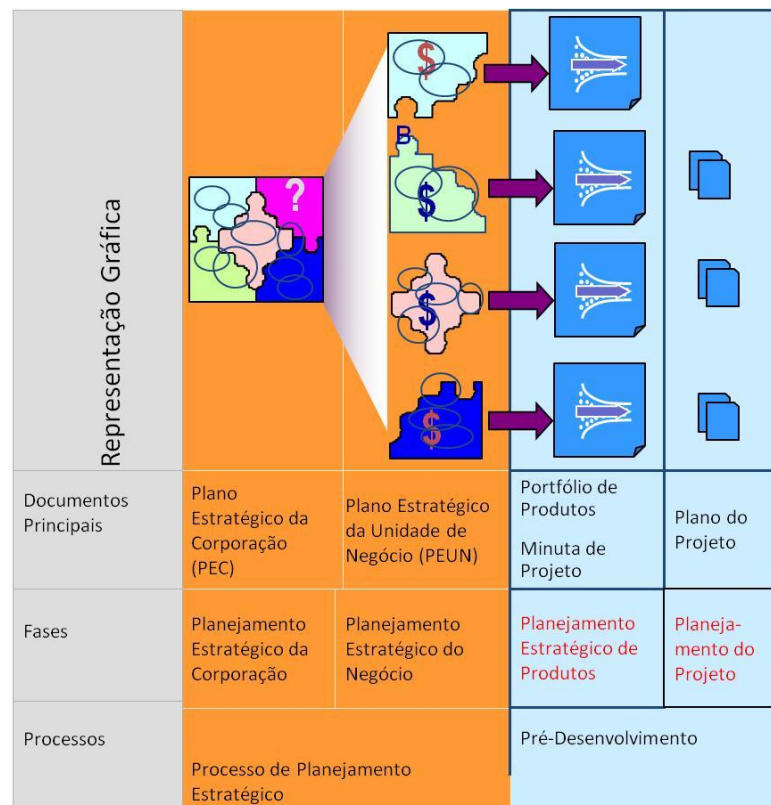 Representação Gráfica
$
B
$
?
$
$
Documentos
Principais
Plano
Estratégico da
Corporação
(PEC)
Plano Estratégico
da Unidade de
Negócio (PEUN)
Portfólio de
Produtos
Minuta de
Projeto
Plano do
Projeto
Fases
Planejamento
Estratégico da
Corporação
Planejamento
Estratégico do
Negócio
Planejamento
Estratégico de
Produtos
Planeja-
mento do
Projeto
Processos
Processo de Planejamento
Estratégico
Pré-Desenvolvimento